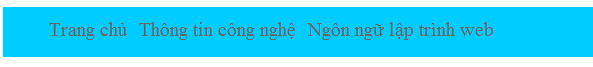 Trang chủ Thông tin công nghệ Ngôn ngữ lập trình web